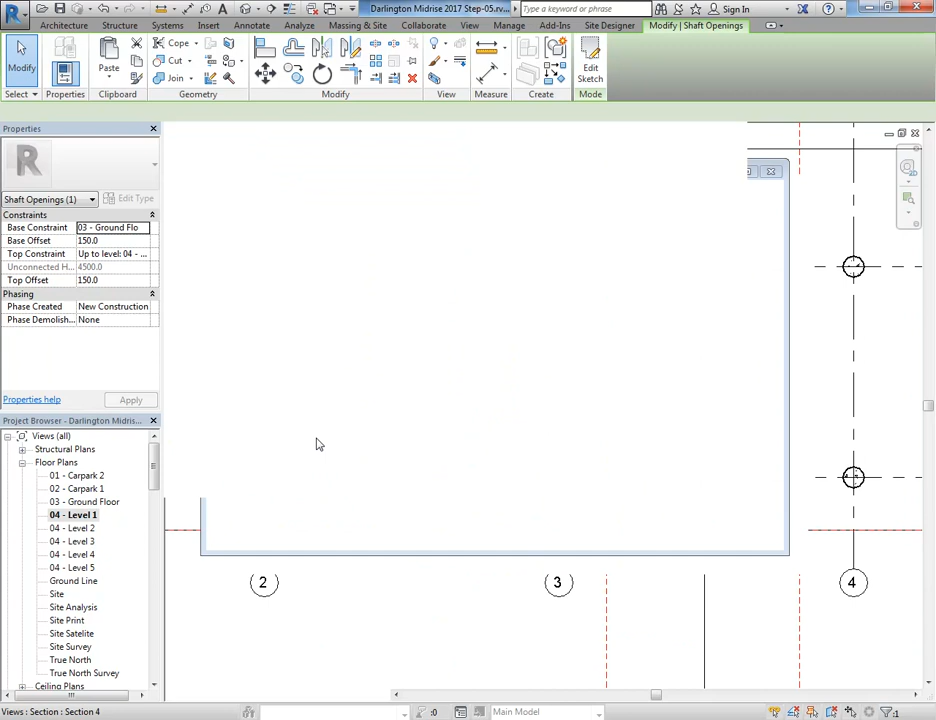 Darlington Midrise 2017 Step-05.rv...
Type a keyword or phrase
Sign In
Architecture Structure Systems Insert Annotate Analyze Massing & Site Collaborate View Manage Add-Ins Site Designer Modify | Shaft Openings
Modify
Paste
Cope
Cut
Join
Edit
Sketch
Select Properties Clipboard Geometry Modify View Measure Create Mode
Properties
R
Shaft Openings (1)
Edit Type
Constraints
Base Constraint 03 - Ground Flo
Base Offset 150.0
Top Constraint Up to level: 04 - ...
Unconnected H... 4500.0
Top Offset 150.0
Phasing
Phase Created New Construction
Phase Demolish... None
Properties help
Apply
Project Browser - Darlington Midris...
Views (all)
Structural Plans
Floor Plans
01 - Carpark 2
02 - Carpark 1
03 - Ground Floor
04 - Level 1
04 - Level 2
04 - Level 3
04 - Level 4
04 - Level 5
Ground Line
Site
Site Analysis
Site Print
Site Satelite
Site Survey
True North
True North Survey
Ceiling Plans
2 3 4
Views : Section : Section 4
:0
Main Model
:1